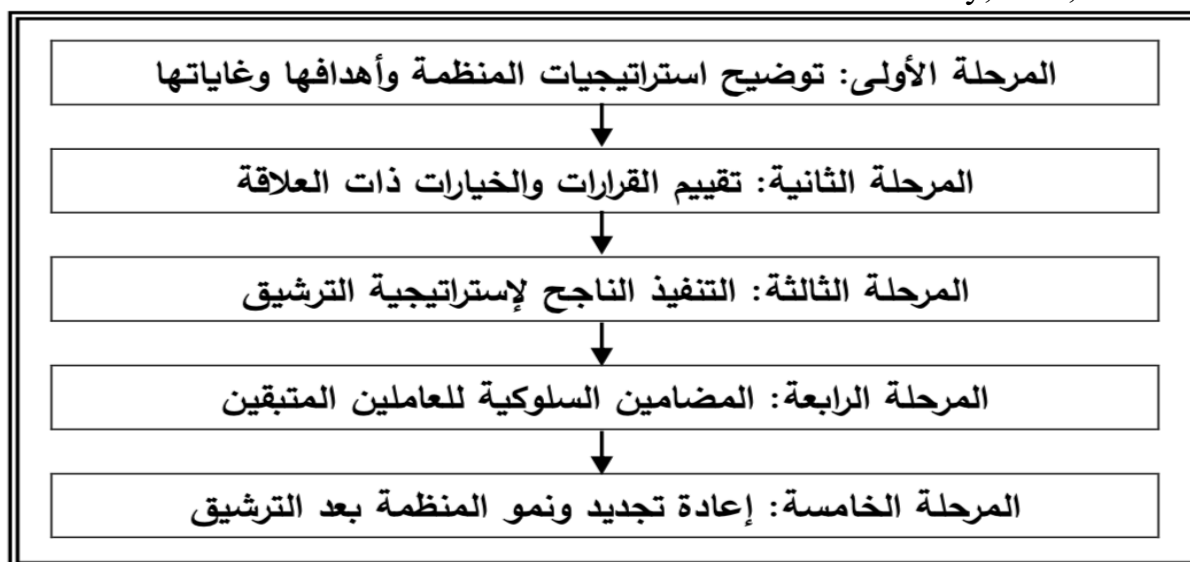 المرحلة الأولى: توضيح استراتيجيات المنظمة وأهدافها وغاياتها
المرحلة الثانية: تقييم القرارات والخيارات ذات العلاقة
المرحلة الثالثة: التنفيذ الناجح لإستراتيجية الترشيق
المرحلة الرابعة: المضامين السلوكية للعاملين المتبقين
المرحلة الخامسة: إعادة تجديد ونمو المنظمة بعد الترشيق